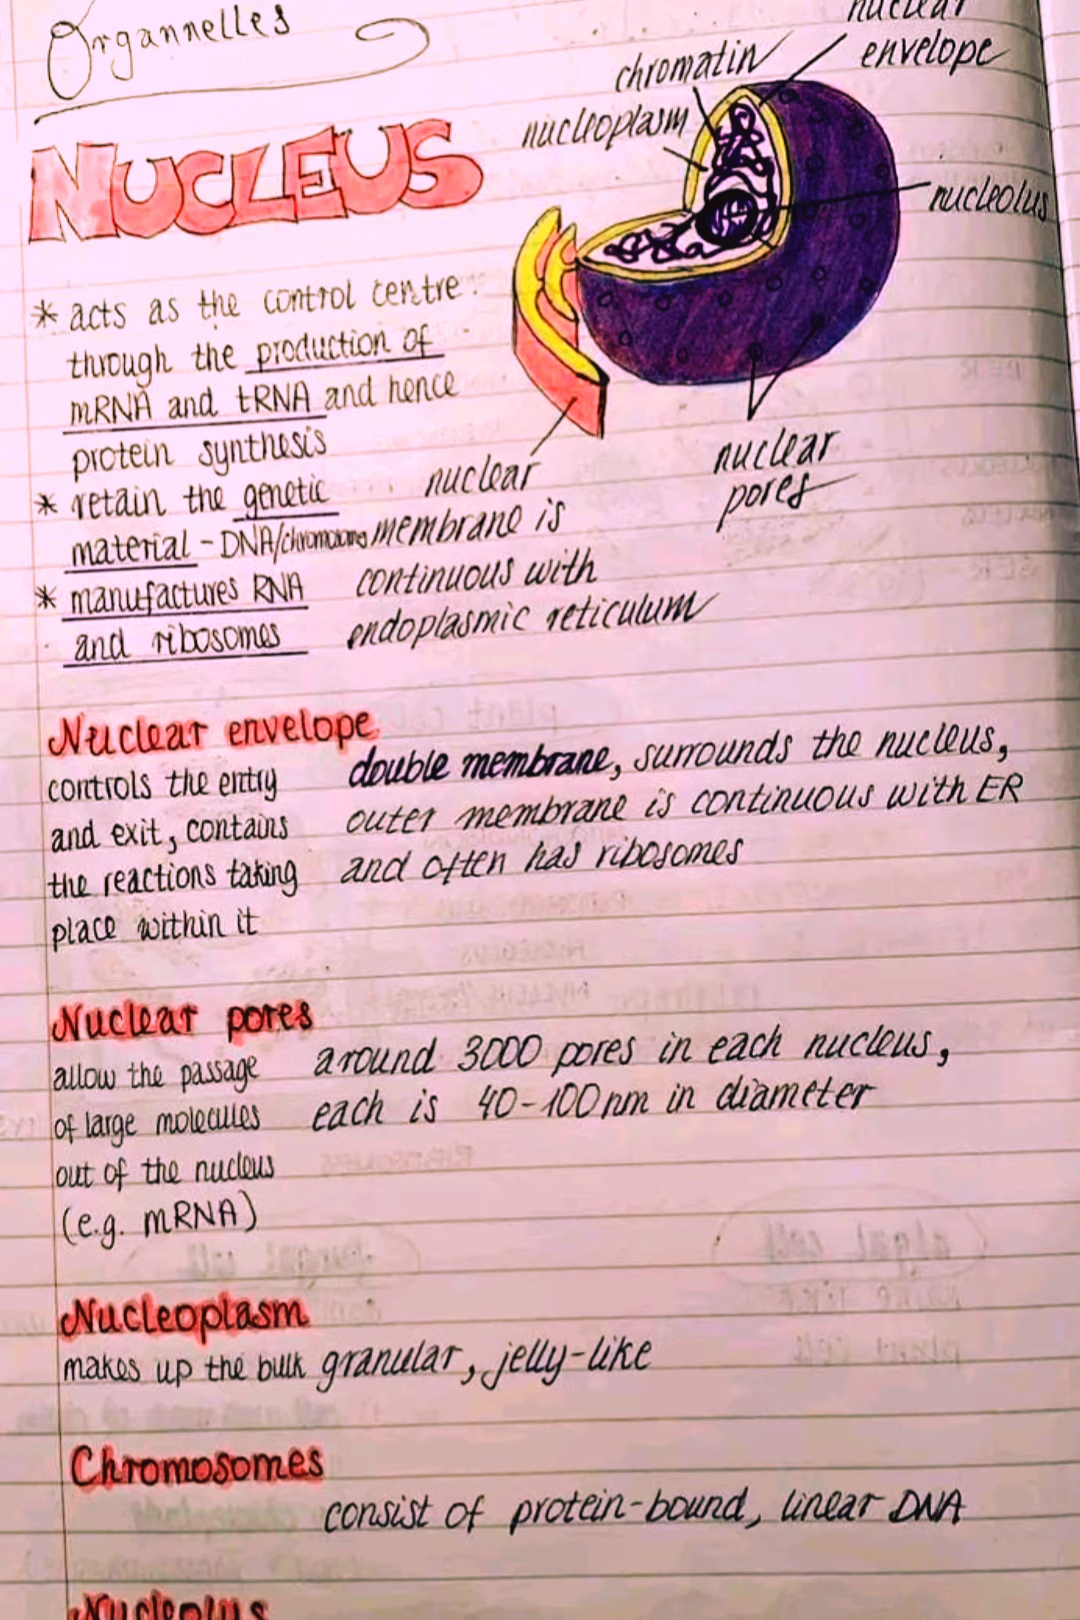 Organnelles
nuclear
envelope
chromatin
nucleoplasm
NUCLEUS
nucleolus
* acts as the control centre
through the production of
mRNA and tRNA and hence
protein synthesis
* retain the genetic
material - DNA/chromosomes
* manufactures RNA
and ribosomes
nuclear
membrane is
continuous with
endoplasmic reticulum
nuclear
pores
Nuclear envelope
controls the entry
and exit, contains
the reactions taking
place within it
double membrane, surrounds the nucleus,
outer membrane is continuous with ER
and often has ribosomes
Nuclear pores
allow the passage
of large molecules
out of the nucleus
(e.g. mRNA)
around 3000 pores in each nucleus,
each is 40-100nm in diameter
Nucleoplasm
makes up the bulk granular, jelly-like
Chromosomes
consist of protein-bound, linear DNA
Nucleolus